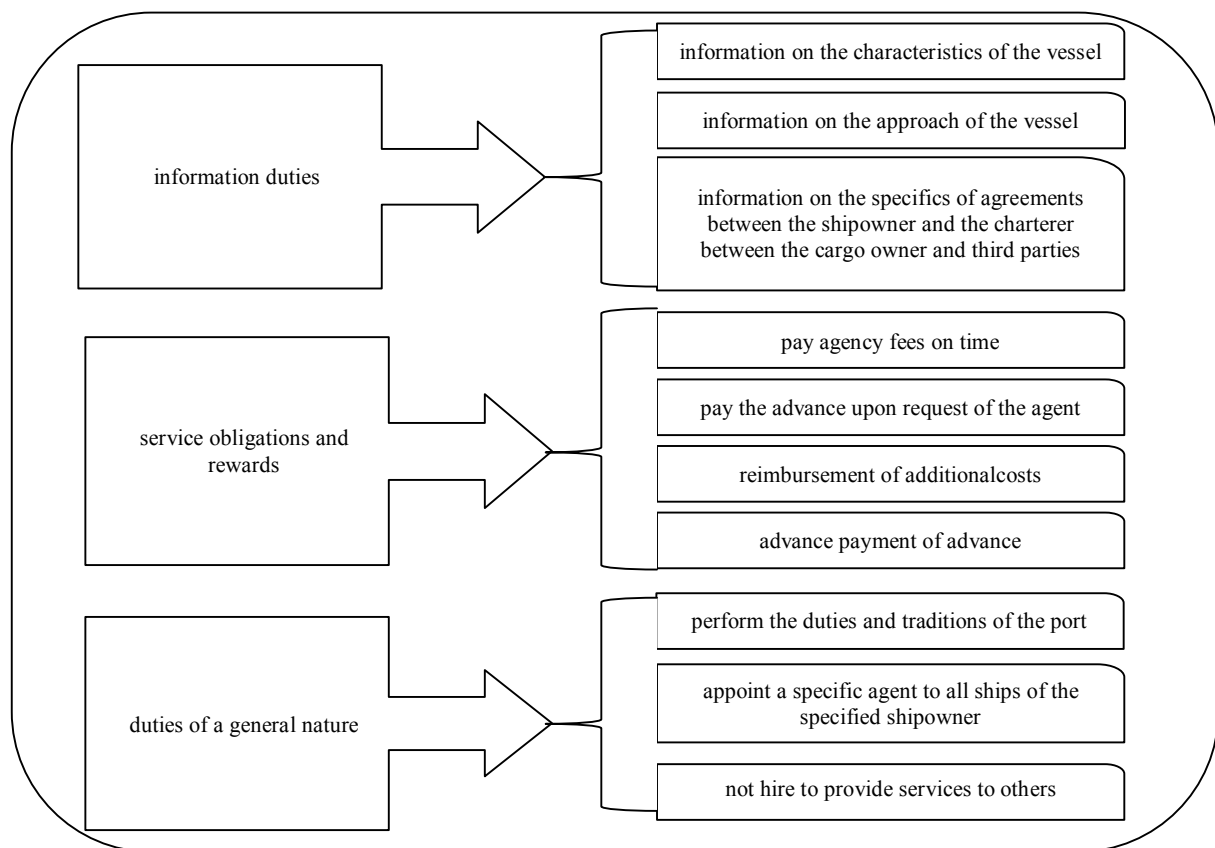 information duties
information on the characteristics of the vessel
information on the approach of the vessel
information on the specifics of agreements
between the shipowner and the charterer
between the cargo owner and third parties
service obligations and
rewards
pay agency fees on time
pay the advance upon request of the agent
reimbursement of additionalcosts
advance payment of advance
duties of a general nature
perform the duties and traditions of the port
appoint a specific agent to all ships of the
specified shipowner
not hire to provide services to others